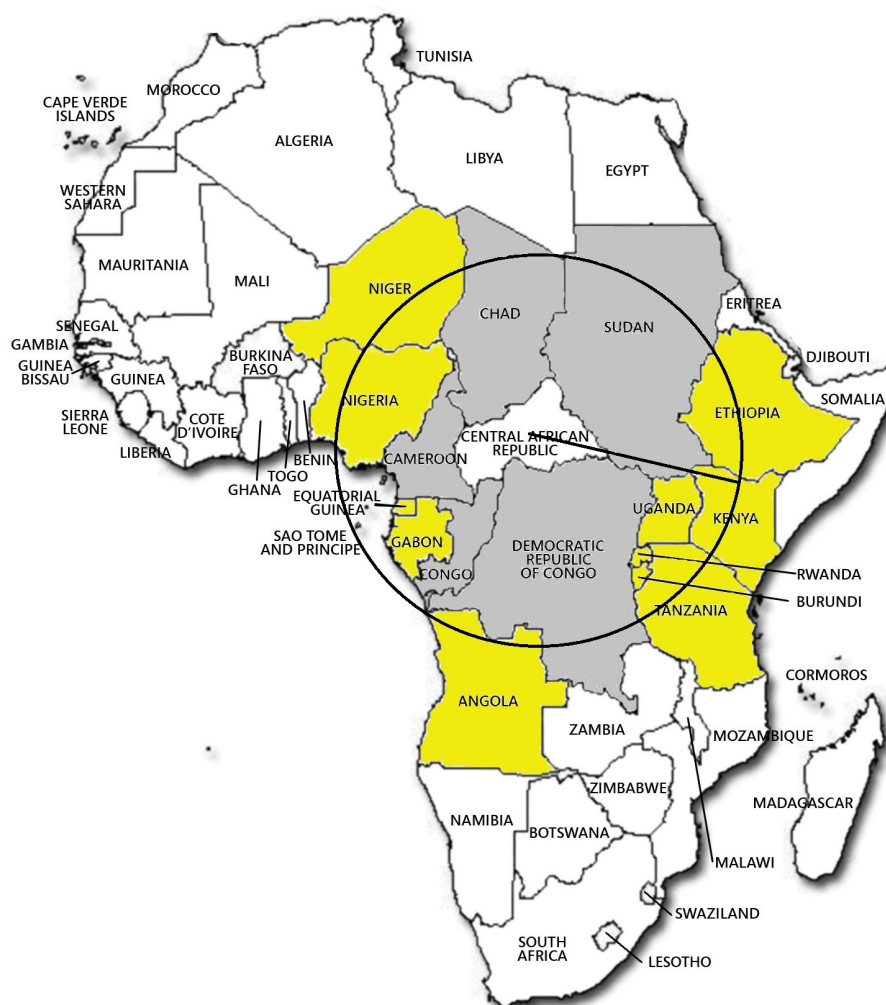 TUNISIA
MOROCCO
CAPE VERDE
ISLANDS
ALGERIA
LIBYA
EGYPT
WESTERN
SAHARA
MAURITANIA
MALI
NIGER
CHAD
SUDAN
ERITREA
SENEGAL
GAMBIA
GUINEA
BISSAU
GUINEA
BURKINA
FASO
DJIBOUTI
SOMALIA
NIGERIA
ETHIOPIA
SIERRA
LEONE
COTE
D'IVOIRE
LIBERIA
GHANA
TOGO
BENIN
CAMEROON
CENTRAL AFRICAN
REPUBLIC
EQUATORIAL
GUINEA
UGANDA
KENYA
SAO TOME
AND PRINCIPE
GABON
CONGO
DEMOCRATIC
REPUBLIC
OF CONGO
RWANDA
BURUNDI
TANZANIA
CORMOROS
ANGOLA
ZAMBIA
MOZAMBIQUE
ZIMBABWE
MADAGASCAR
NAMIBIA
BOTSWANA
MALAWI
SWAZILAND
SOUTH
AFRICA
LESOTHO